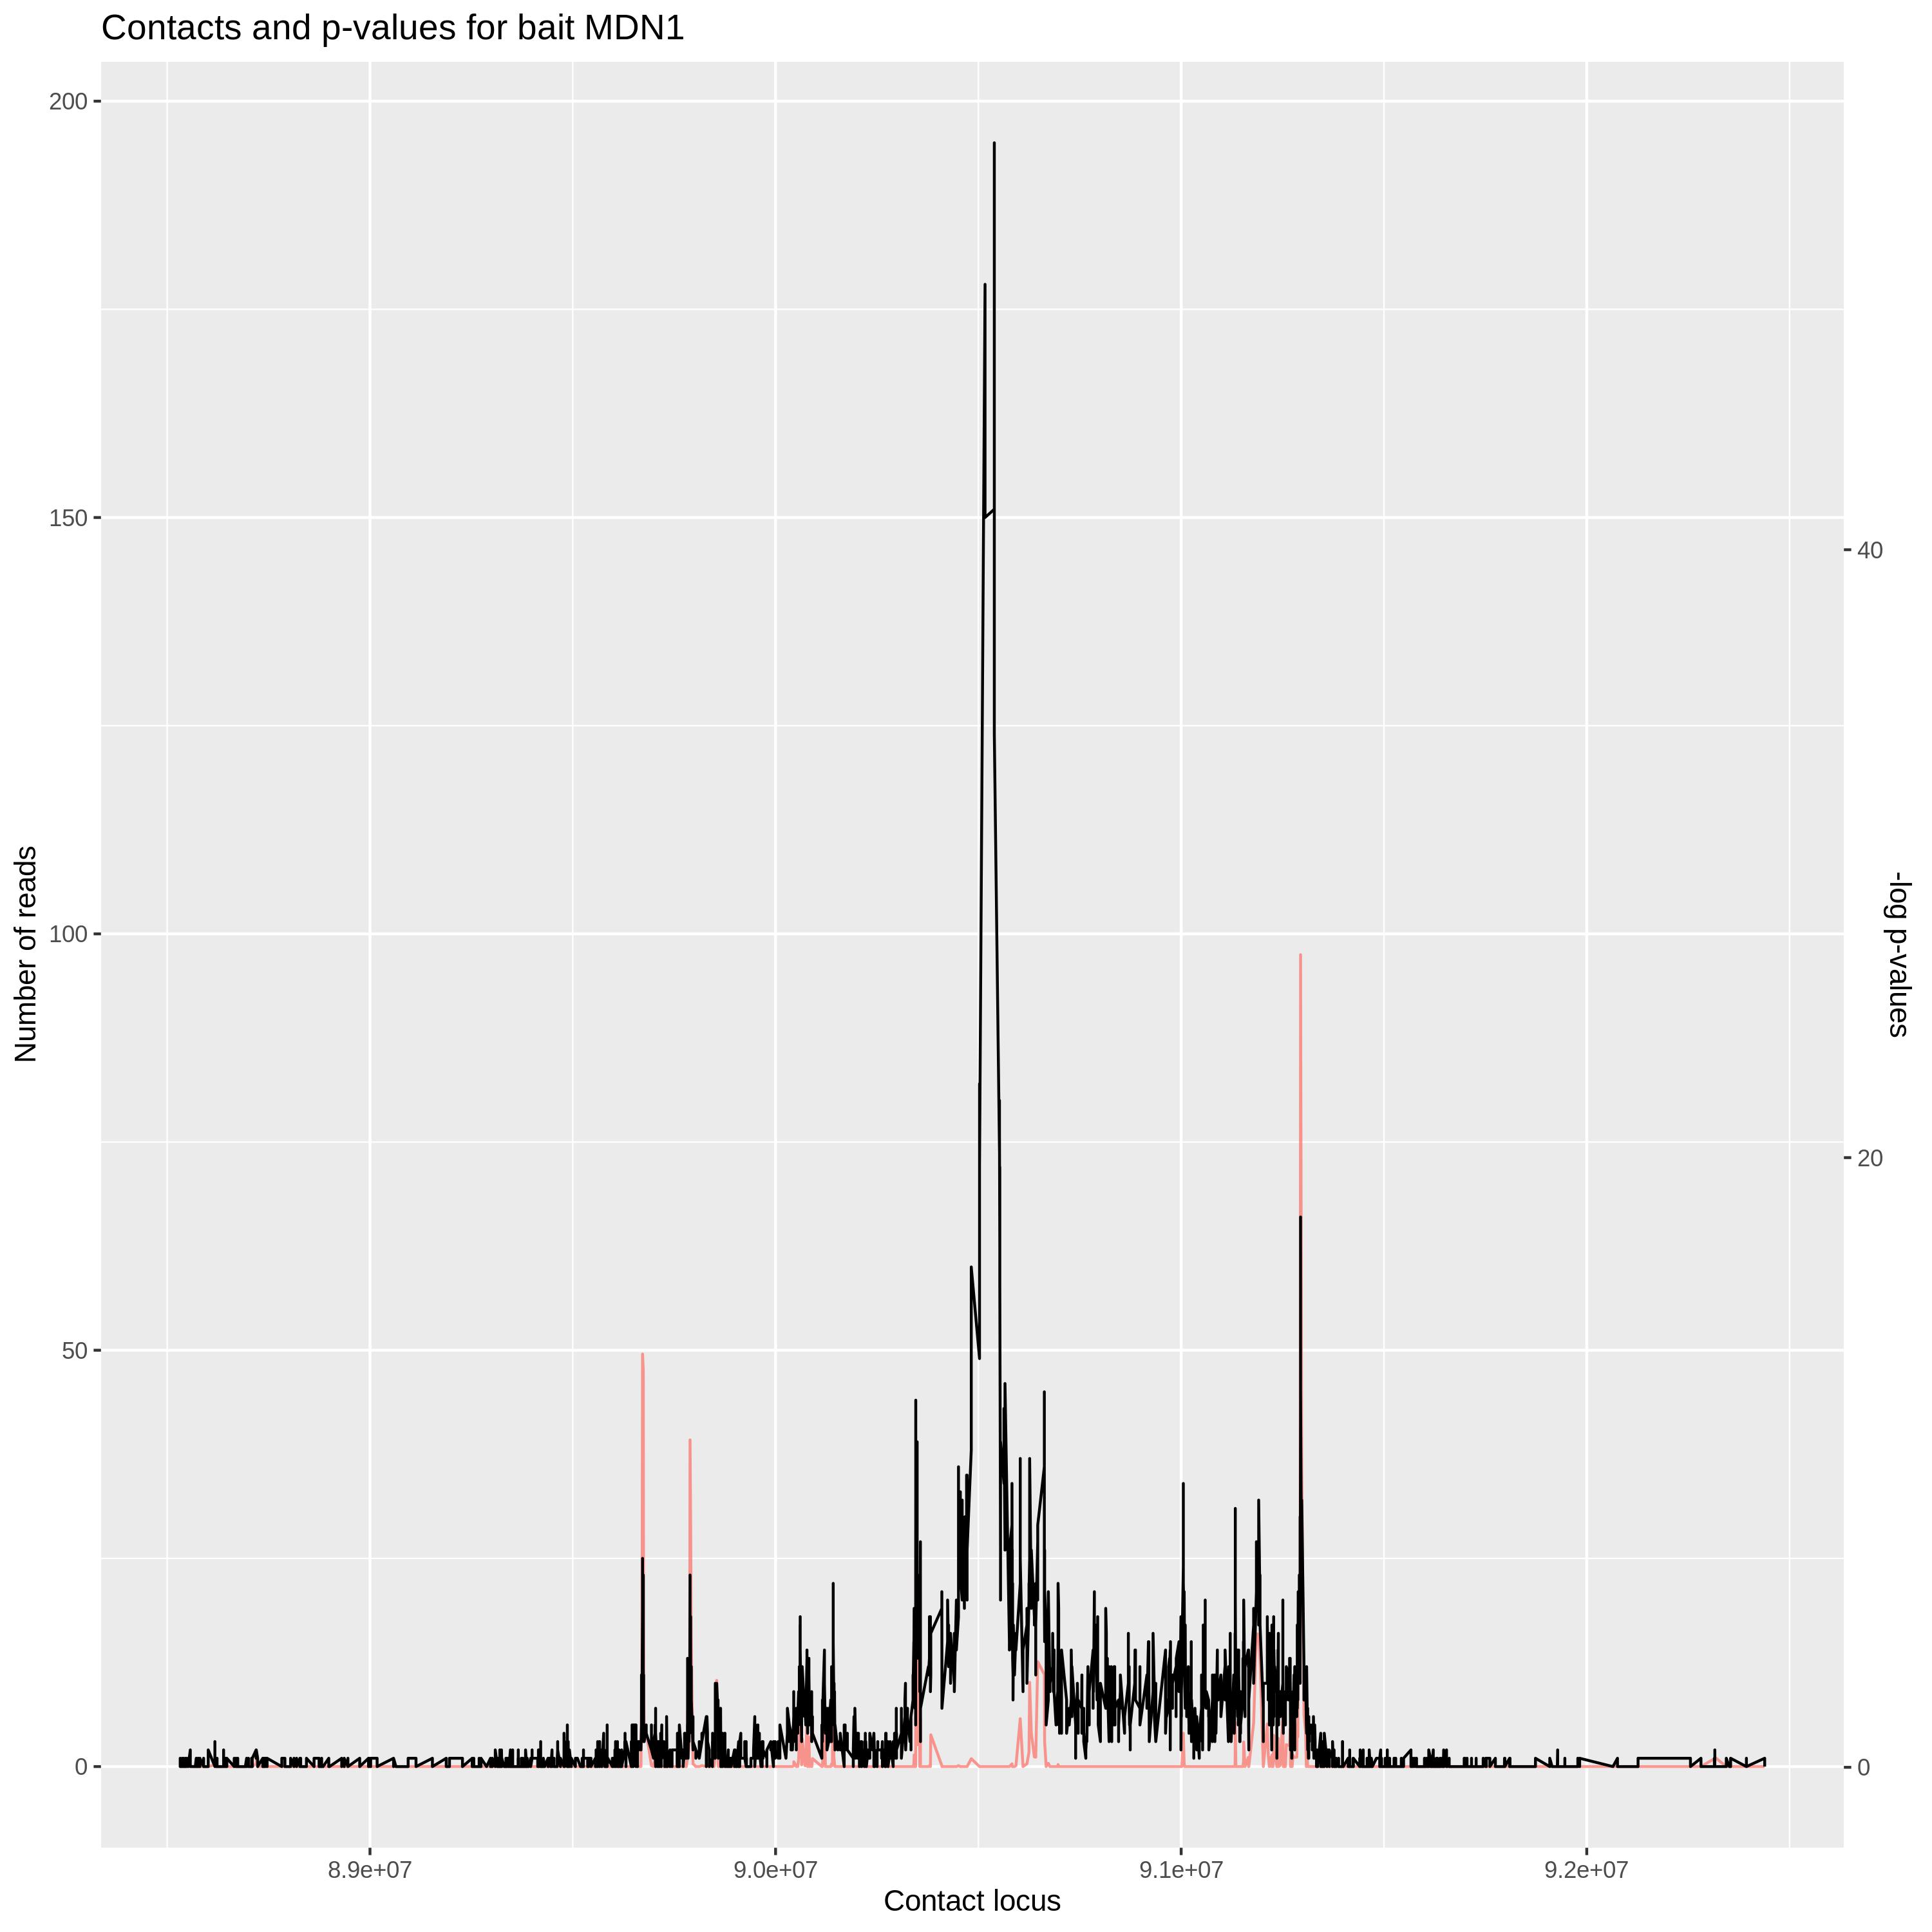 Contacts and p-values for bait MDN1
200
150
100
50
0
Number of reads
40
20
0
-log p-values
8.9e+07
9.0e+07
9.1e+07
9.2e+07
Contact locus